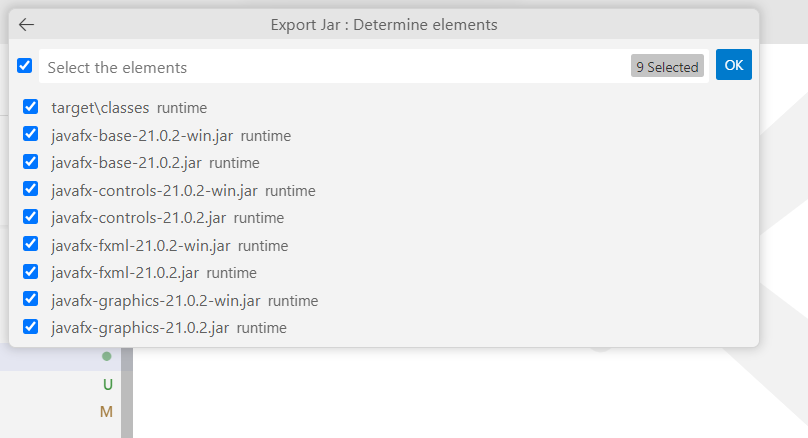 Export Jar : Determine elements
Select the elements 9 Selected OK
target\classes runtime
javafx-base-21.0.2-win.jar runtime
javafx-base-21.0.2.jar runtime
javafx-controls-21.0.2-win.jar runtime
javafx-controls-21.0.2.jar runtime
javafx-fxml-21.0.2-win.jar runtime
javafx-fxml-21.0.2.jar runtime
javafx-graphics-21.0.2-win.jar runtime
javafx-graphics-21.0.2.jar runtime
U
M